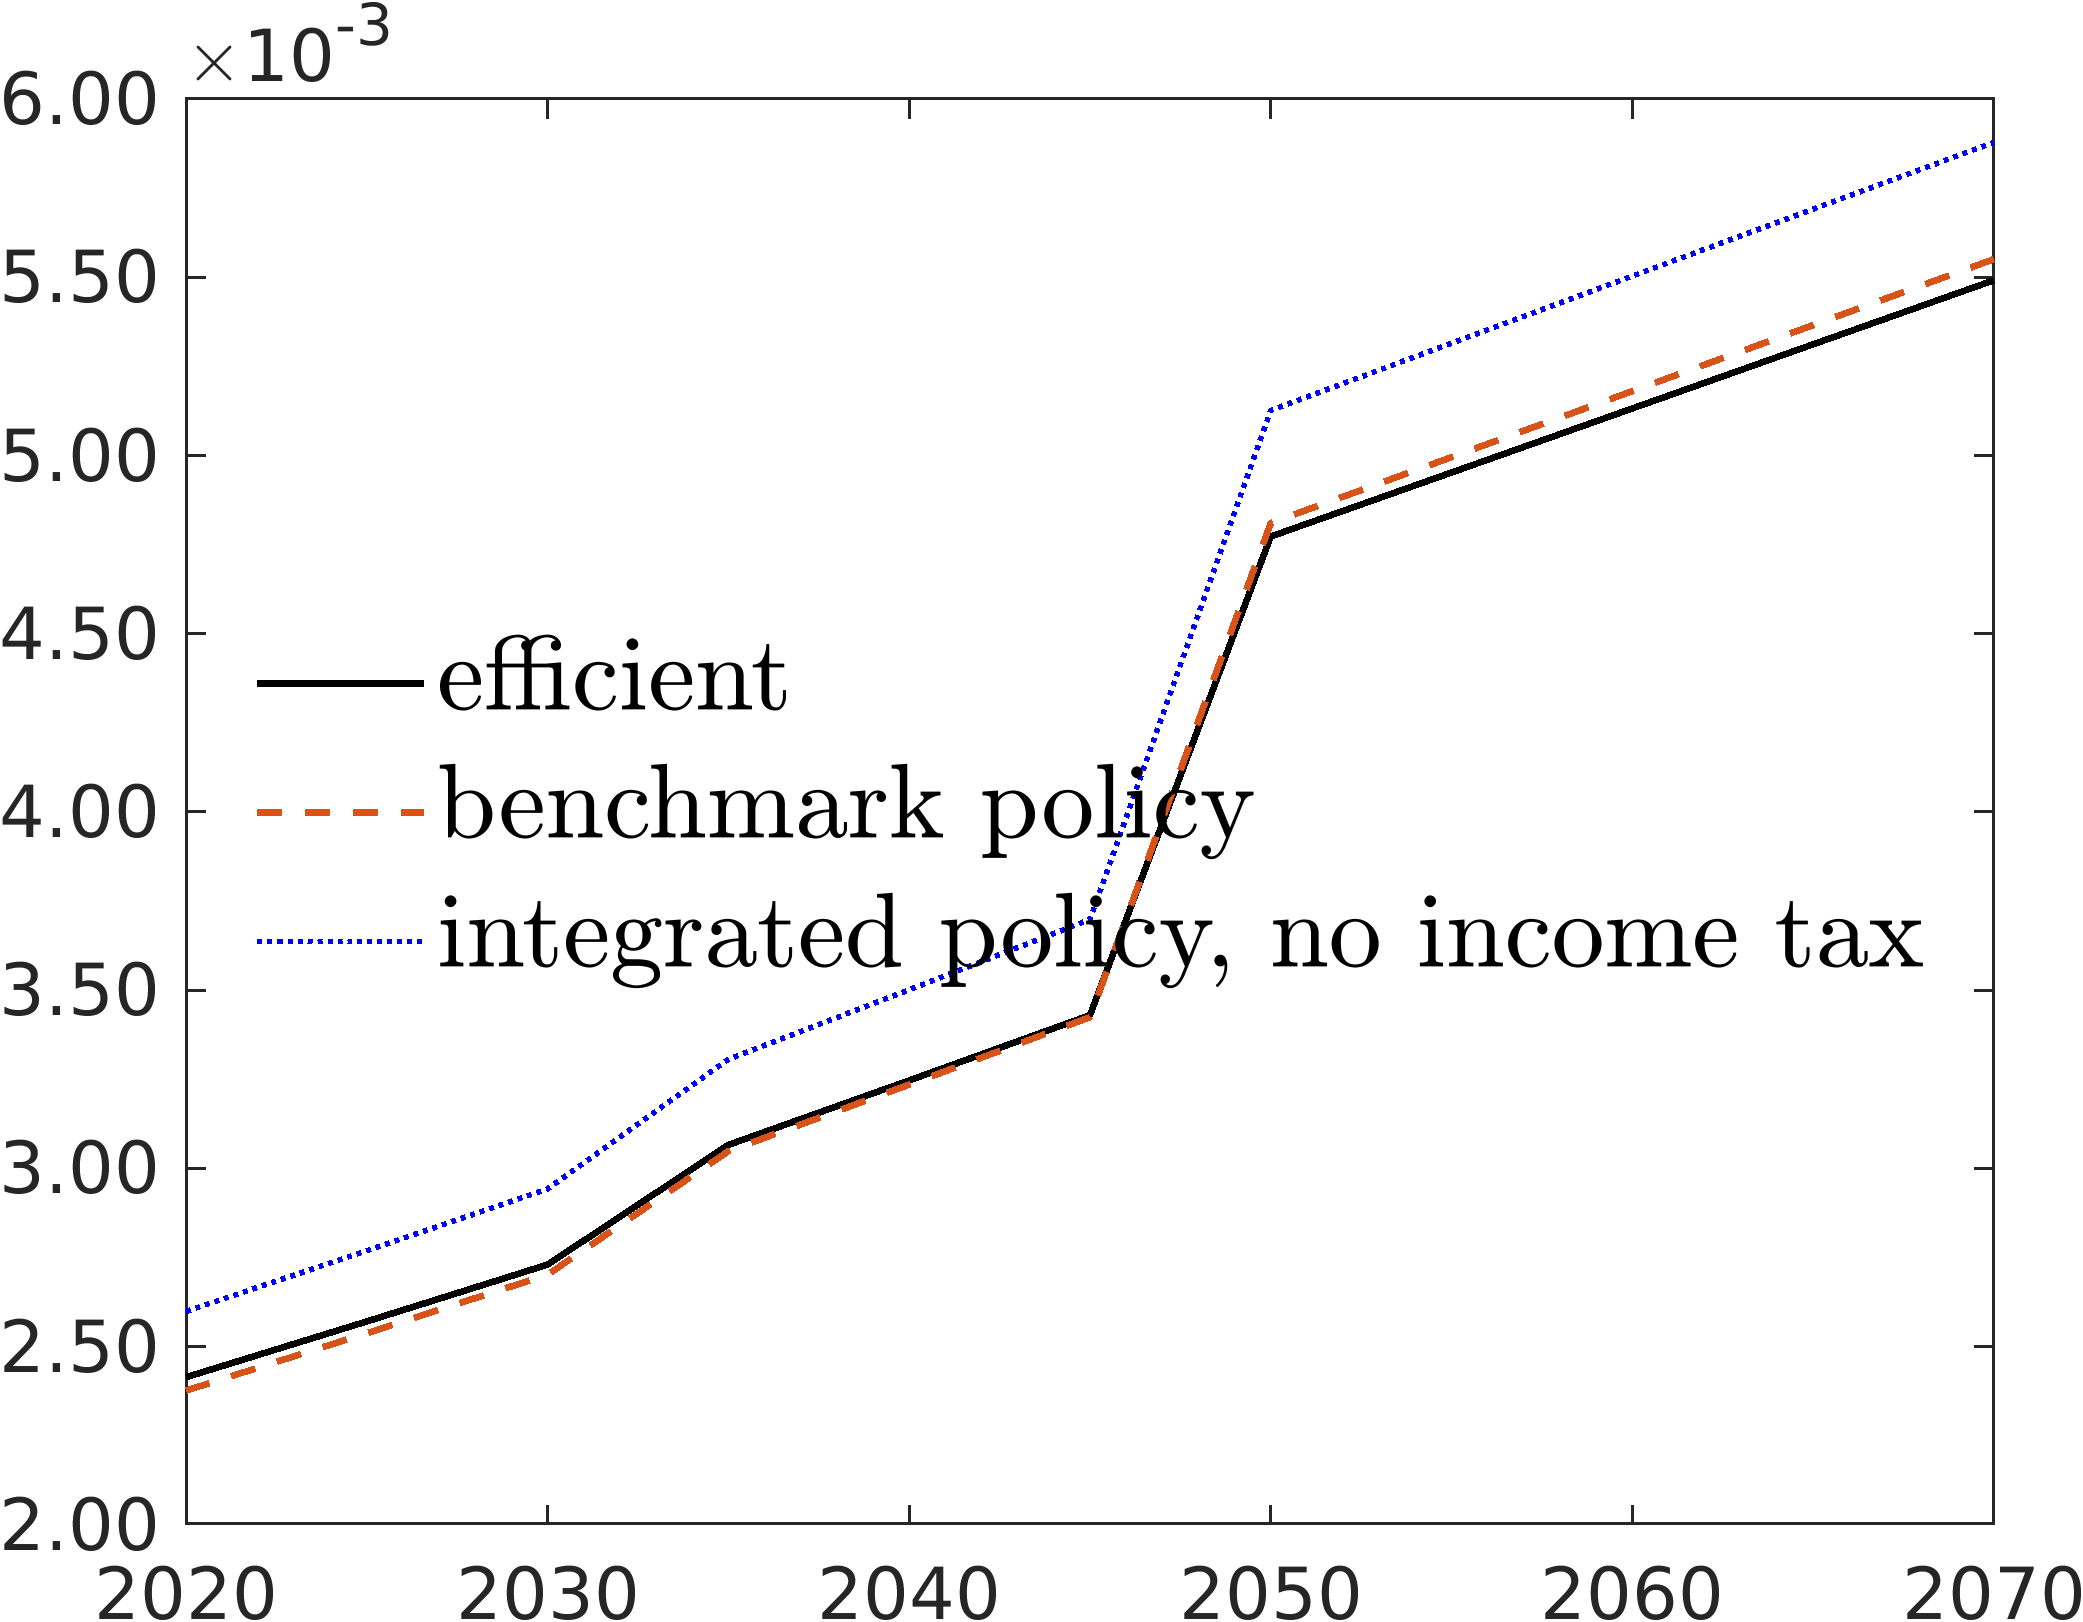 ×10-3
6.00
5.50
5.00
4.50
efficient
benchmark policy
4.00
integrated policy, no income tax
3.50
3.00
2.50
2.00
2020 2030 2040 2050 2060 2070